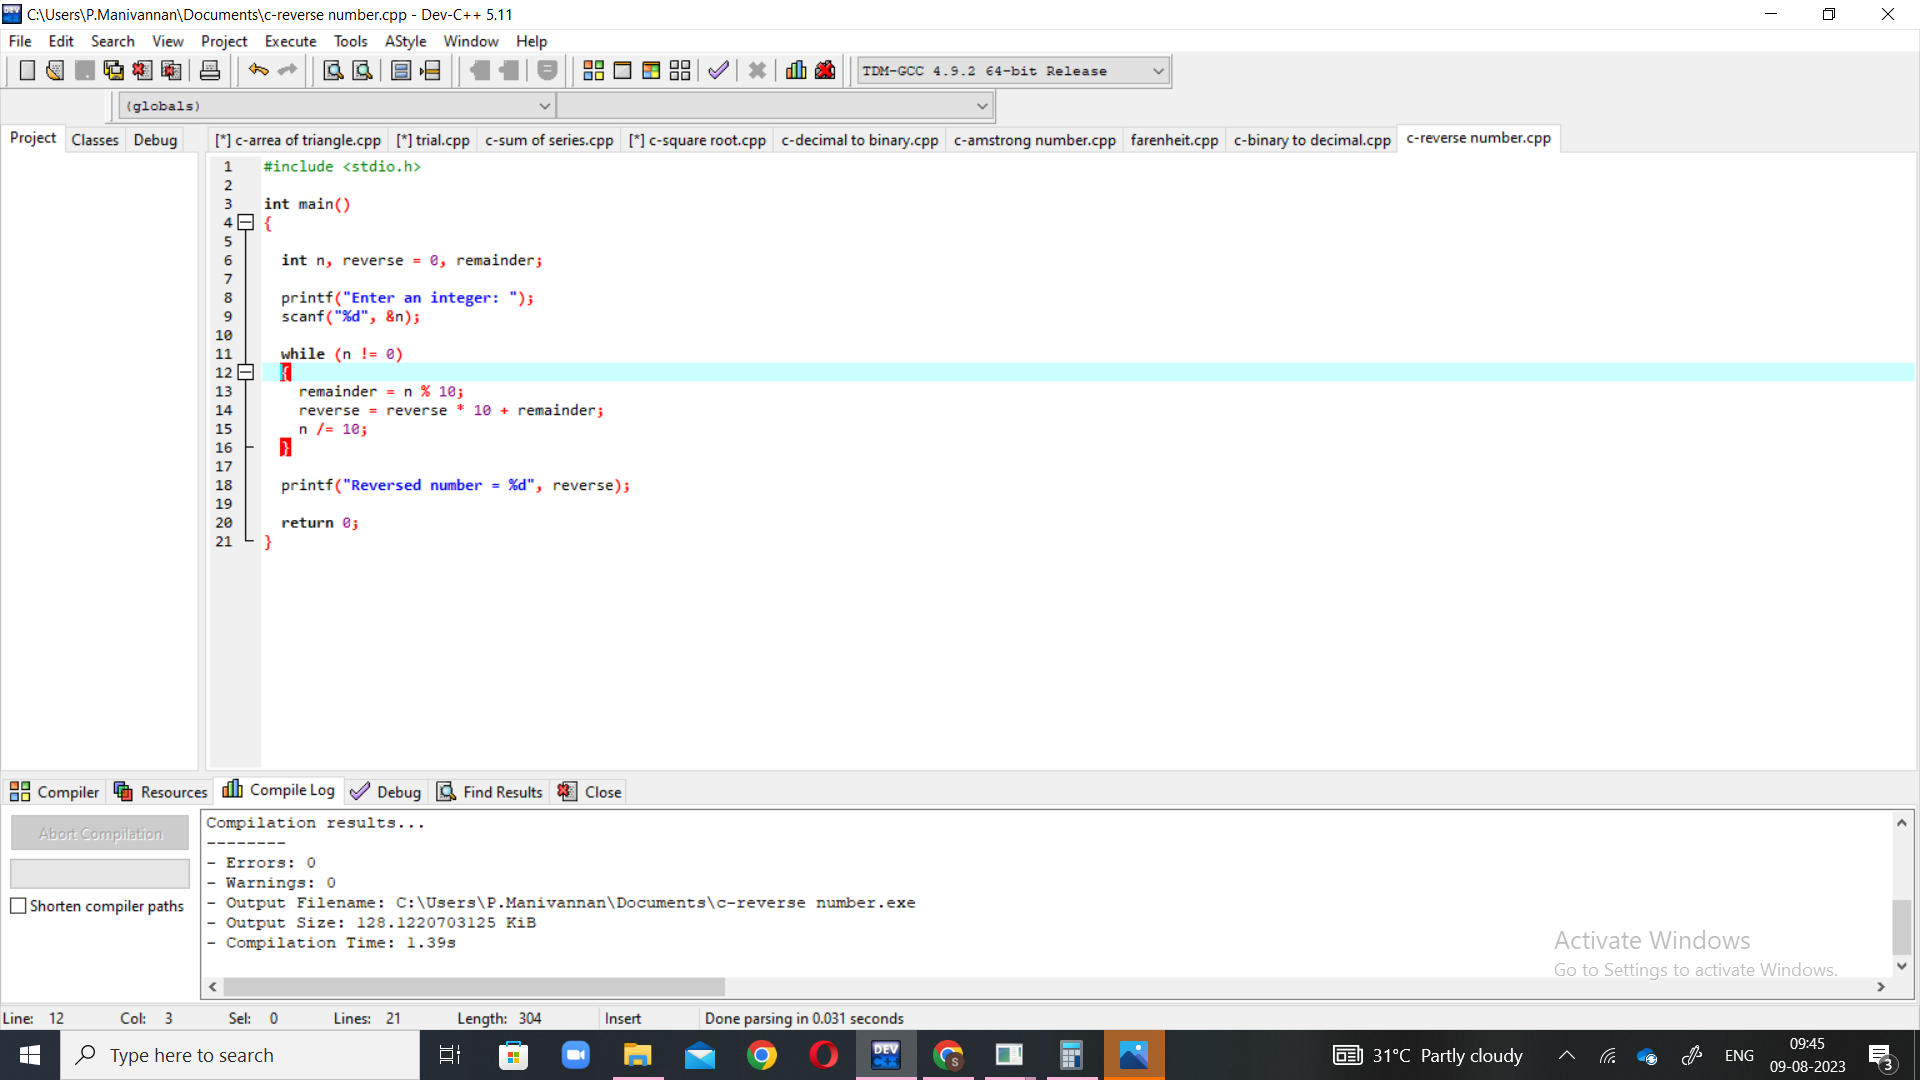 C:\Users\P.Manivannan\Documents\c-reverse number.cpp - Dev-C++ 5.11
File Edit Search View Project Execute Tools AStyle Window Help
TDM-GCC 4.9.2 64-bit Release
(globals)
Project Classes Debug [*] c-area of triangle.cpp [*] trial.cpp c-sum of series.cpp [*] c-square root.cpp c-decimal to binary.cpp c-amstrong number.cpp farenheit.cpp c-binary to decimal.cpp c-reverse number.cpp
1 #include <stdio.h>
2
3 int main()
4 {
5
6 int n, reverse = 0, remainder;
7
8 printf("Enter an integer: ");
9 scanf("%d", &n);
10
11 while (n != 0)
12 {
13 remainder = n % 10;
14 reverse = reverse * 10 + remainder;
15 n /= 10;
16 }
17
18 printf("Reversed number = %d", reverse);
19
20 return 0;
21 }
Compiler Resources Compile Log Debug Find Results Close
Abort Compilation
Shorten compiler paths
Compilation results...
--------
- Errors: 0
- Warnings: 0
- Output Filename: C:\Users\P.Manivannan\Documents\c-reverse number.exe
- Output Size: 128.1220703125 KiB
- Compilation Time: 1.39s
Activate Windows
Go to Settings to activate Windows.
Line: 12 Col: 3 Sel: 0 Lines: 21 Length: 304 Insert Done parsing in 0.031 seconds
Type here to search
DEV
31°C Partly cloudy
ENG
09:45
09-08-2023
3